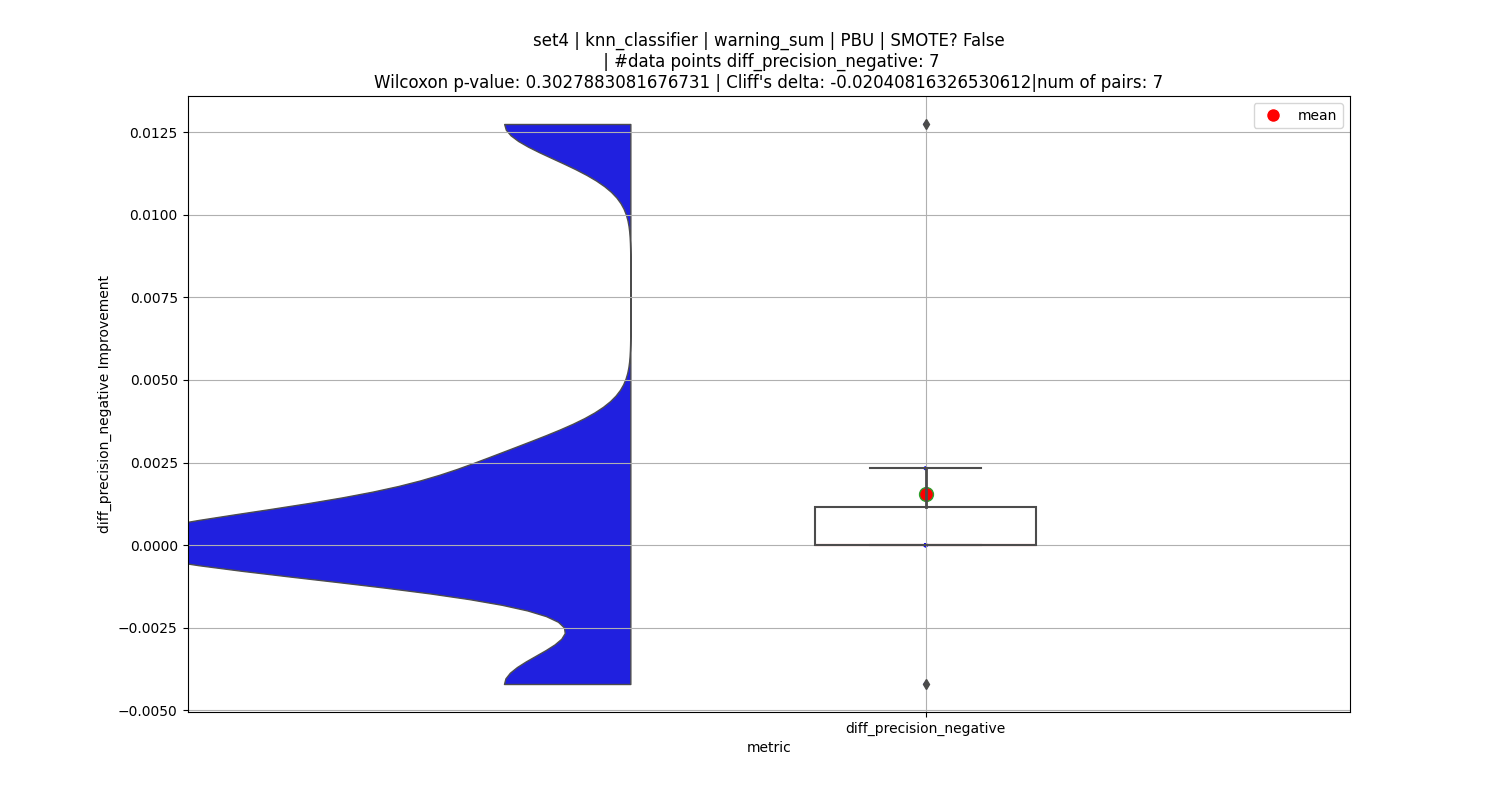 set4 | knn_classifier | warning_sum | PBU | SMOTE? False
| #data points diff_precision_negative: 7
Wilcoxon p-value: 0.3027883081676731 | Cliff's delta: -0.02040816326530612|num of pairs: 7
mean
0.0125
0.0100
0.0075
0.0050
0.0025
0.0000
−0.0025
−0.0050
diff_precision_negative Improvement
diff_precision_negative
metric